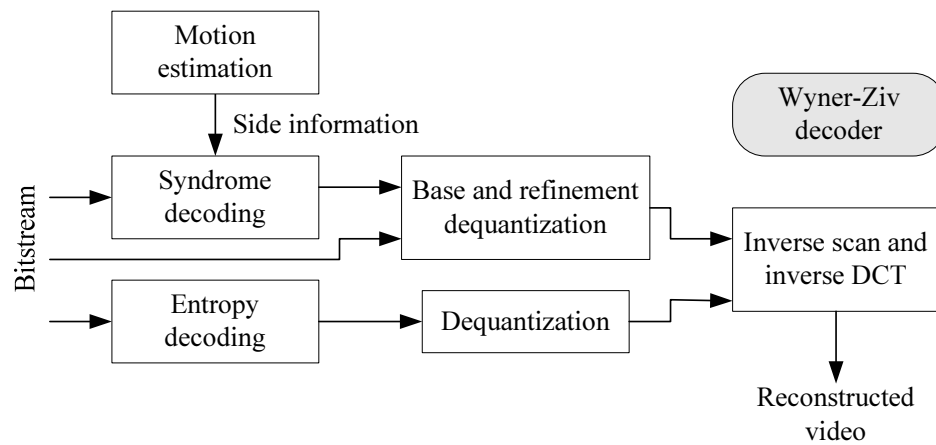 Motion
estimation
Wyner-Ziv
decoder
Side information
Syndrome
decoding
Base and refinement
dequantization
Bitstream
Inverse scan and
inverse DCT
Entropy
decoding
Dequantization
Reconstructed
video